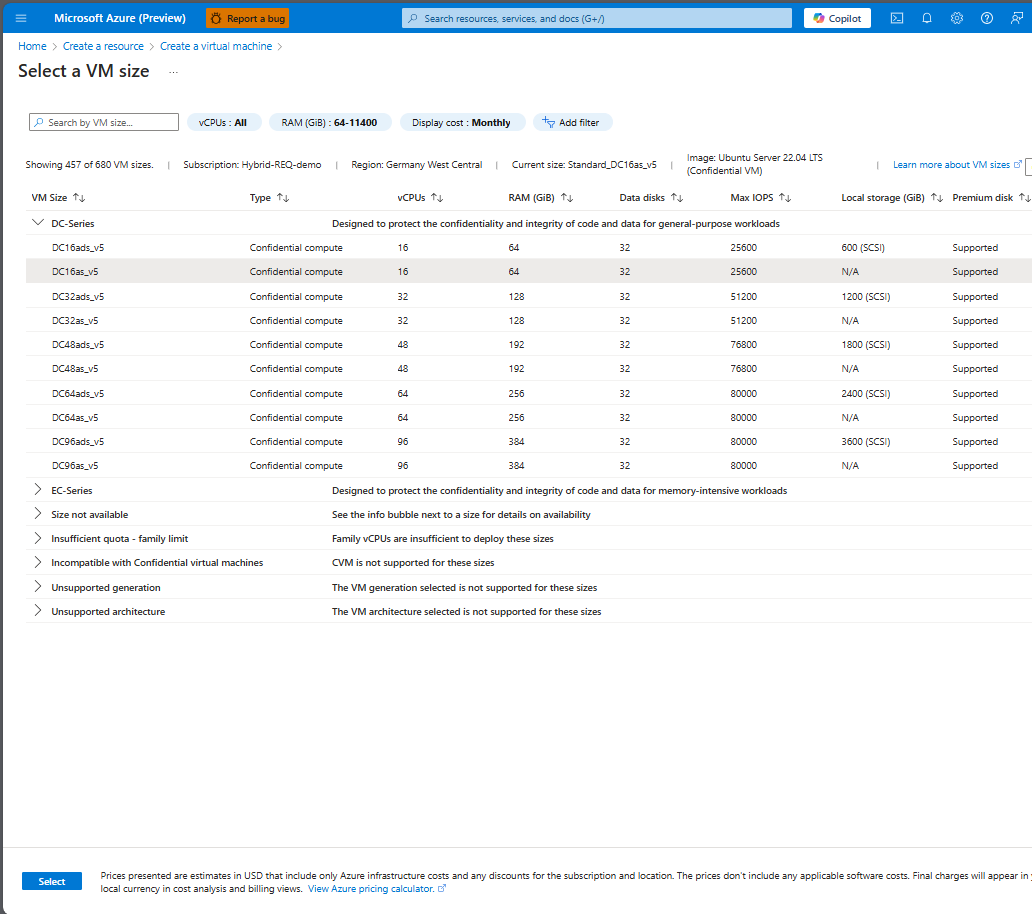 Microsoft Azure (Preview) Report a bug Search resources, services, and docs (G+/) Copilot
Home > Create a resource > Create a virtual machine >
Select a VM size ...
Search by VM size... vCPUs : All RAM (GiB) : 64-11400 Display cost : Monthly Add filter
Showing 457 of 680 VM sizes. | Subscription: Hybrid-REQ-demo | Region: Germany West Central | Current size: Standard_DC16as_v5 | Image: Ubuntu Server 22.04 LTS
(Confidential VM) | Learn more about VM sizes
VM Size Type vCPUs RAM (GiB) Data disks Max IOPS Local storage (GiB) Premium disk
DC-Series Designed to protect the confidentiality and integrity of code and data for general-purpose workloads
DC16ads_v5 Confidential compute 16 64 32 25600 600 (SCSI) Supported
DC16as_v5 Confidential compute 16 64 32 25600 N/A Supported
DC32ads_v5 Confidential compute 32 128 32 51200 1200 (SCSI) Supported
DC32as_v5 Confidential compute 32 128 32 51200 N/A Supported
DC48ads_v5 Confidential compute 48 192 32 76800 1800 (SCSI) Supported
DC48as_v5 Confidential compute 48 192 32 76800 N/A Supported
DC64ads_v5 Confidential compute 64 256 32 80000 2400 (SCSI) Supported
DC64as_v5 Confidential compute 64 256 32 80000 N/A Supported
DC96ads_v5 Confidential compute 96 384 32 80000 3600 (SCSI) Supported
DC96as_v5 Confidential compute 96 384 32 80000 N/A Supported
EC-Series Designed to protect the confidentiality and integrity of code and data for memory-intensive workloads
Size not available See the info bubble next to a size for details on availability
Insufficient quota - family limit Family vCPUs are insufficient to deploy these sizes
Incompatible with Confidential virtual machines CVM is not supported for these sizes
Unsupported generation The VM generation selected is not supported for these sizes
Unsupported architecture The VM architecture selected is not supported for these sizes
Select Prices presented are estimates in USD that include only Azure infrastructure costs and any discounts for the subscription and location. The prices don't include any applicable software costs. Final charges will appear in
local currency in cost analysis and billing views. View Azure pricing calculator.